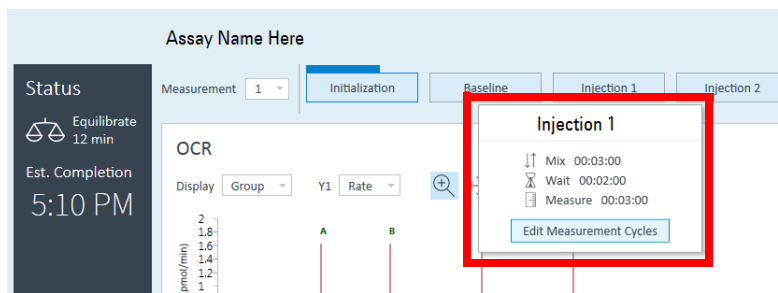 Assay Name Here
Status
Equilibrate
12 min
Est. Completion
5:10 PM
Measurement 1
Initialization
Baseline
Injection 1
Injection 2
OCR
Display Group Y1 Rate
2
1.8
1.6
1.4
1.2
1
pmol/min)
A
B
Injection 1
Mix 00:03:00
Wait 00:02:00
Measure 00:03:00
Edit Measurement Cycles